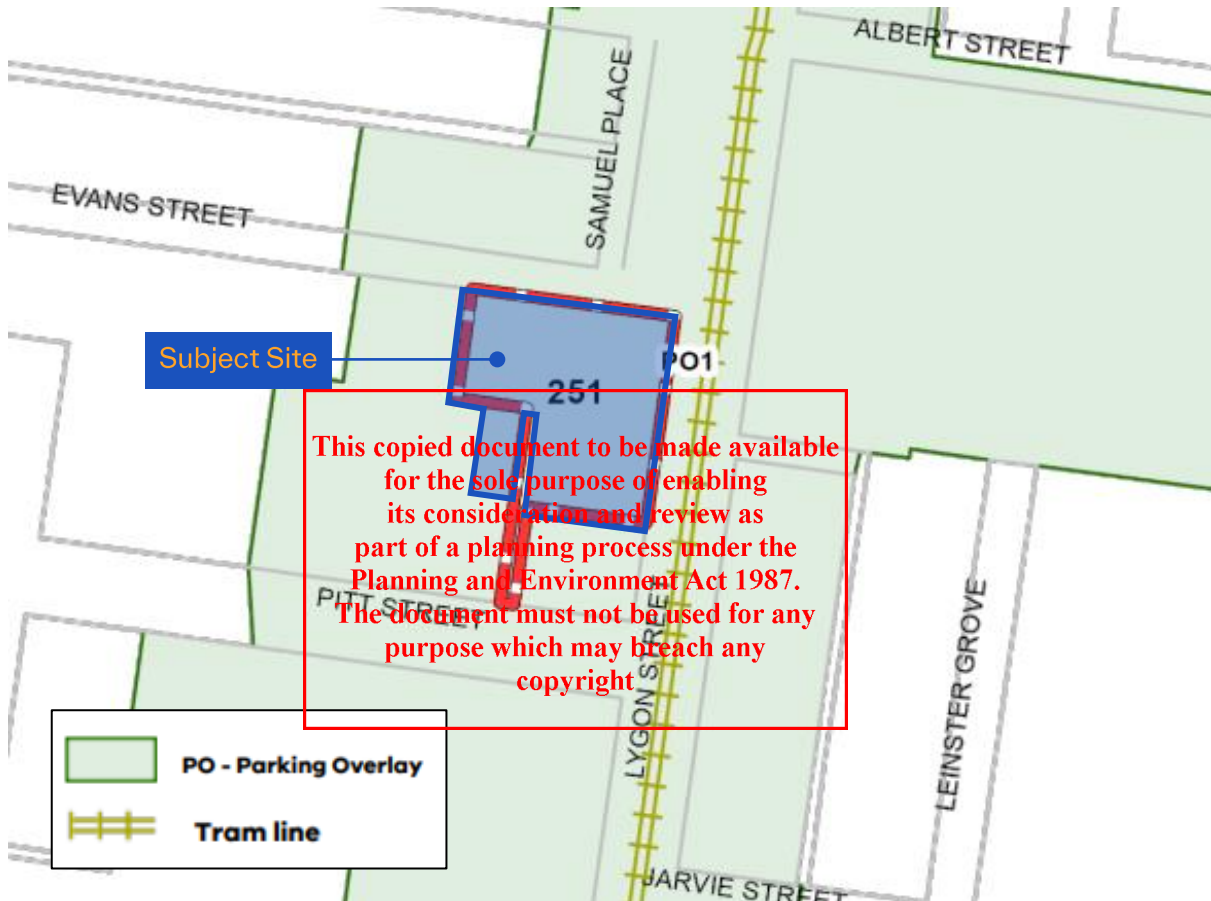 ALBERT STREET
SAMUEL PLACE
EVANS STREET
Subject Site
PO1
251
This copied document to be made available
for the sole purpose of enabling
its consideration and review as
part of a planning process under the
Planning and Environment Act 1987.
The document must not be used for any
purpose which may breach any
copyright
PITT STREET
LYGON STREET
LEINSTER GROVE
PO - Parking Overlay
Tram line
JARVIE STREET